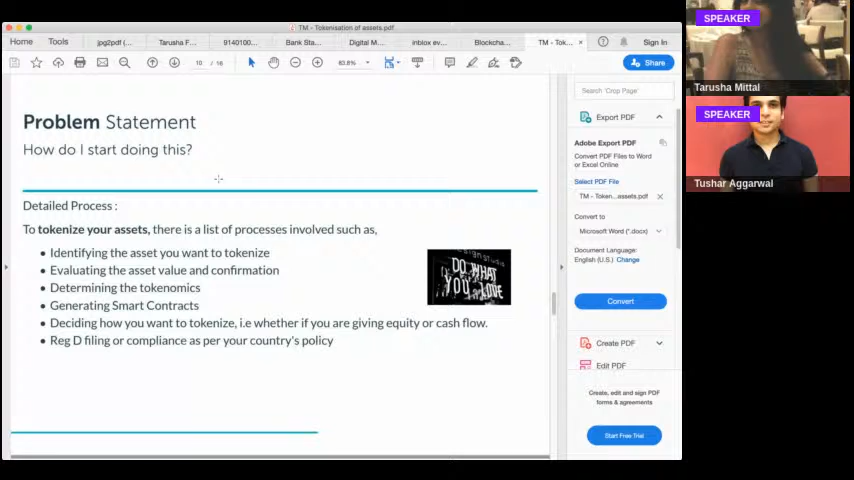 TM - Tokenisation of assets.pdf
Home Tools jpg2pdf (... Tarusha F... 9140100... Bank Sta... Digital M... inblox ev... Blockcha... TM - Tok... Sign In
10 / 16 83.8% Share
Problem Statement
How do I start doing this?
Detailed Process :
To tokenize your assets, there is a list of processes involved such as,
Identifying the asset you want to tokenize
Evaluating the asset value and confirmation
Determining the tokenomics
Generating Smart Contracts
Deciding how you want to tokenize, i.e whether if you are giving equity or cash flow.
Reg D filing or compliance as per your country's policy
DO WHAT
YOU LOVE
Search 'Crop Page'
Export PDF
Adobe Export PDF
Convert PDF Files to Word
or Excel Online
Select PDF File
TM - Token...assets.pdf
Convert to
Microsoft Word (*.docx)
Document Language:
English (U.S.) Change
Convert
Create PDF
Edit PDF
Create, edit and sign PDF
forms & agreements
Start Free Trial
SPEAKER
Tarusha Mittal
SPEAKER
Tushar Aggarwal